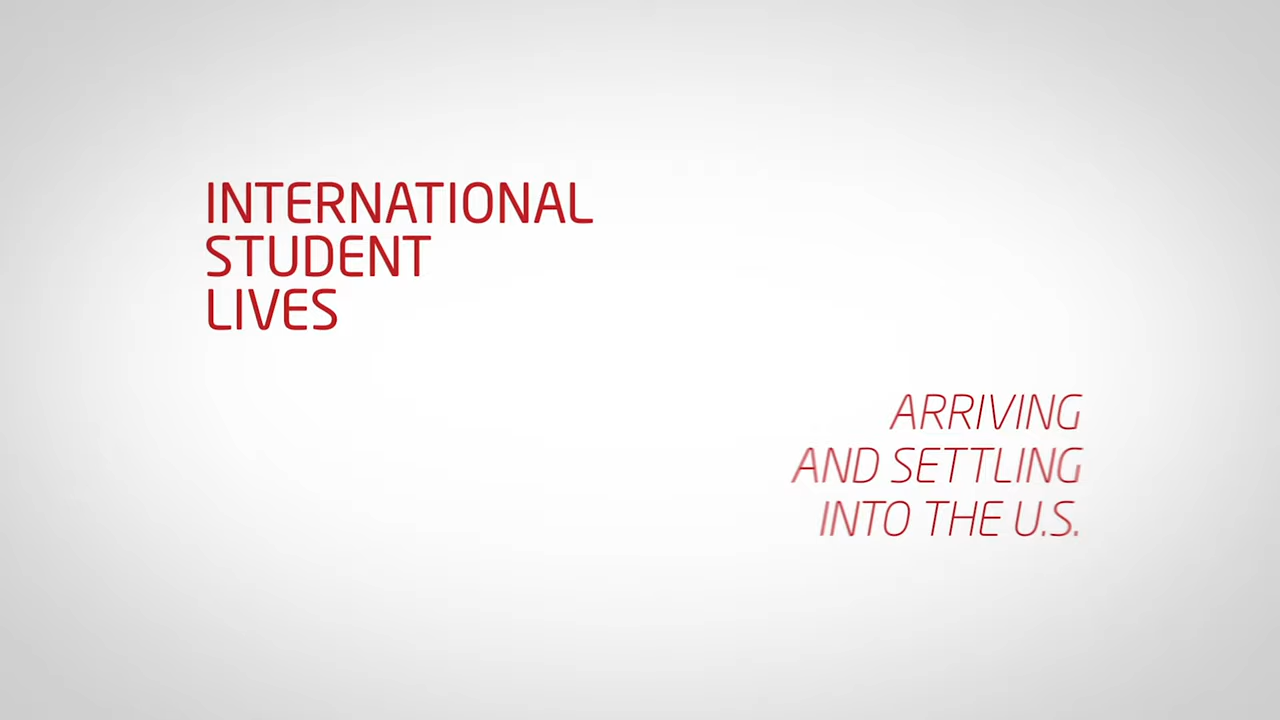 INTERNATIONAL
STUDENT
LIVES
ARRIVING
AND SETTLING
INTO THE U.S.